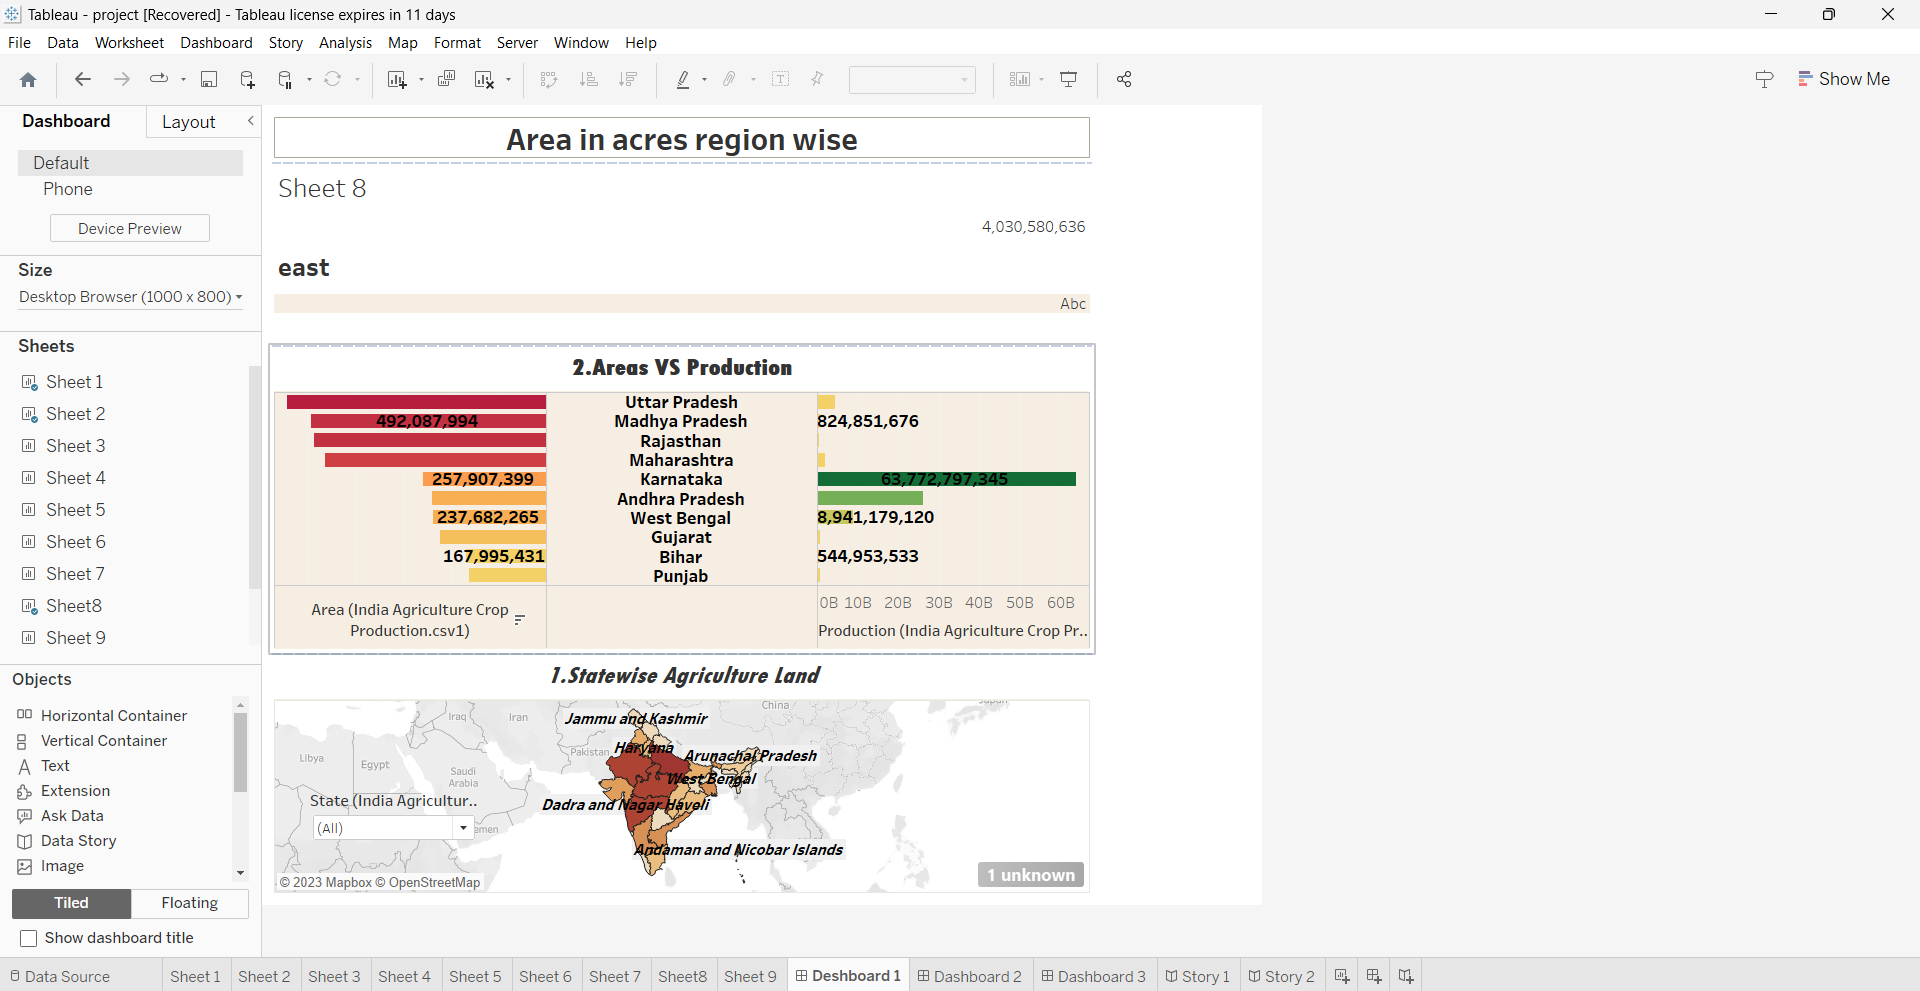 Tableau - project [Recovered] - Tableau license expires in 11 days
File Data Worksheet Dashboard Story Analysis Map Format Server Window Help
Show Me
Dashboard Layout
Default
Phone
Device Preview
Size
Desktop Browser (1000 x 800)
Sheets
Sheet 1
Sheet 2
Sheet 3
Sheet 4
Sheet 5
Sheet 6
Sheet 7
Sheet8
Sheet 9
Objects
Horizontal Container
Vertical Container
Text
Extension
Ask Data
Data Story
Image
Tiled Floating
Show dashboard title
Area in acres region wise
Sheet 8
4,030,580,636
east
Abc
2.Areas VS Production
Uttar Pradesh
492,087,994 Madhya Pradesh 824,851,676
Rajasthan
Maharashtra
257,907,399 Karnataka 63,772,797,345
Andhra Pradesh
237,682,265 West Bengal 8,941,179,120
Gujarat
167,995,431 Bihar 544,953,533
Punjab
0B 10B 20B 30B 40B 50B 60B
Area (India Agriculture Crop
Production.csv1)
Production (India Agriculture Crop Pr..
1.Statewise Agriculture Land
China
Japan
Iraq
Iran
Jammu and Kashmir
Pakistan
Haryana
Arunachal Pradesh
Libya
Egypt
Saudi
Arabia
West Bengal
State (India Agricultur..
Dadra and Nagar Haveli
(All)
emen
Andaman and Nicobar Islands
1 unknown
© 2023 Mapbox © OpenStreetMap
Data Source Sheet 1 Sheet 2 Sheet 3 Sheet 4 Sheet 5 Sheet 6 Sheet 7 Sheet8 Sheet 9 Deshboard 1 Dashboard 2 Dashboard 3 Story 1 Story 2